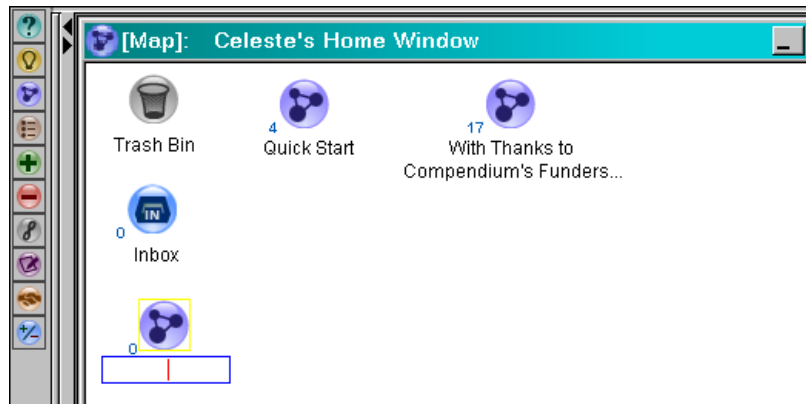 [Map]: Celeste's Home Window
Trash Bin
4
Quick Start
17
With Thanks to
Compendium's Funders...
IN
0
Inbox
0